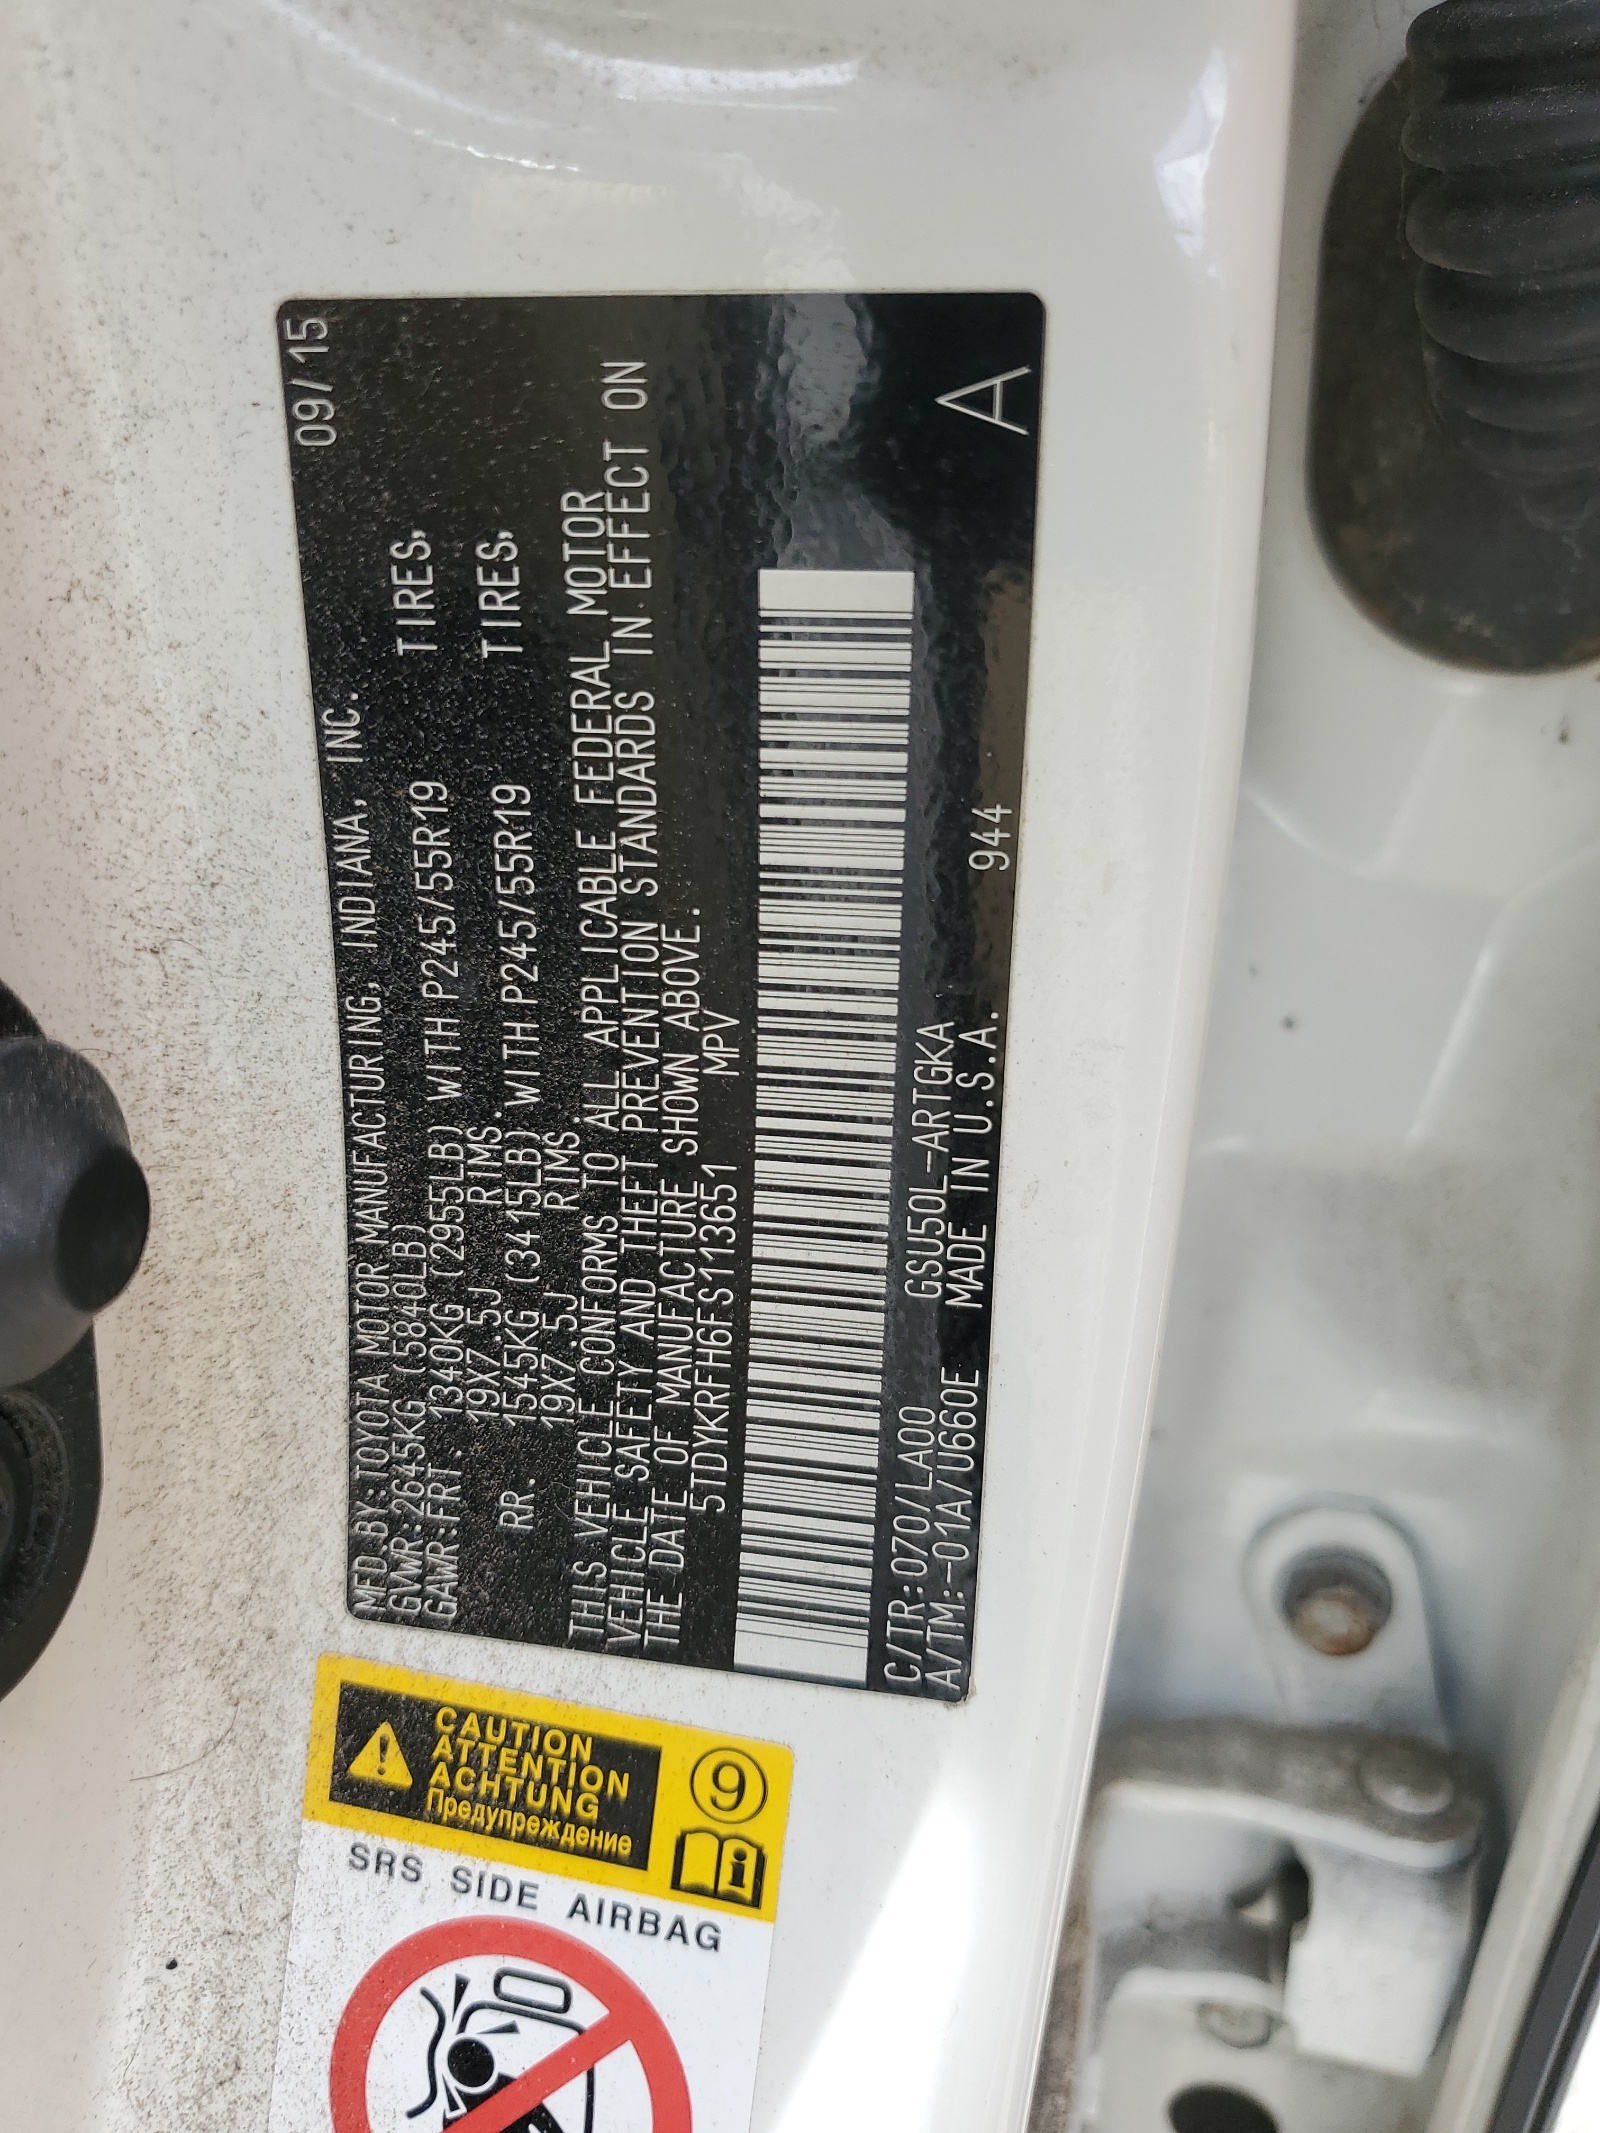 09/15
MFD.BY:TOYOTA MOTOR MANUFACTURING, INDIANA, INC.
GVWR:2645KG(5840LB)
GAWR:FRT. 1340KG(2955LB) WITH P245/55R19 TIRES,
19X7.5J RIMS.
RR. 1545KG(3415LB) WITH P245/55R19 TIRES,
19X7.5J RIMS.
THIS VEHICLE CONFORMS TO ALL APPLICABLE FEDERAL MOTOR
VEHICLE SAFETY AND THEFT PREVENTION STANDARDS IN EFFECT ON
THE DATE OF MANUFACTURE SHOWN ABOVE.
5TDYKRFH6FS113651 MPV
C/TR:070/LA00 GSU50L-ARTGKA
A/TM:-01A/U660E MADE IN U.S.A.
944 A
CAUTION
ATTENTION
ACHTUNG
Предупреждение
9
i
SRS SIDE AIRBAG